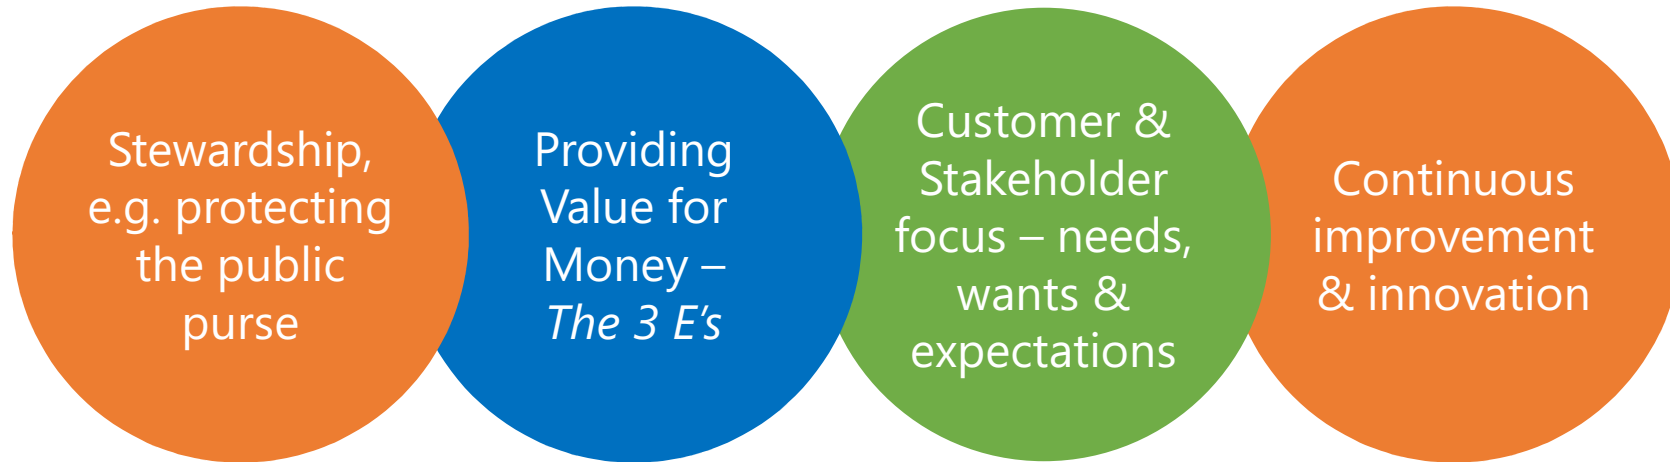 Stewardship,
e.g. protecting
the public
purse
Providing
Value for
Money –
The 3 E’s
Customer &
Stakeholder
focus – needs,
wants &
expectations
Continuous
improvement
& innovation